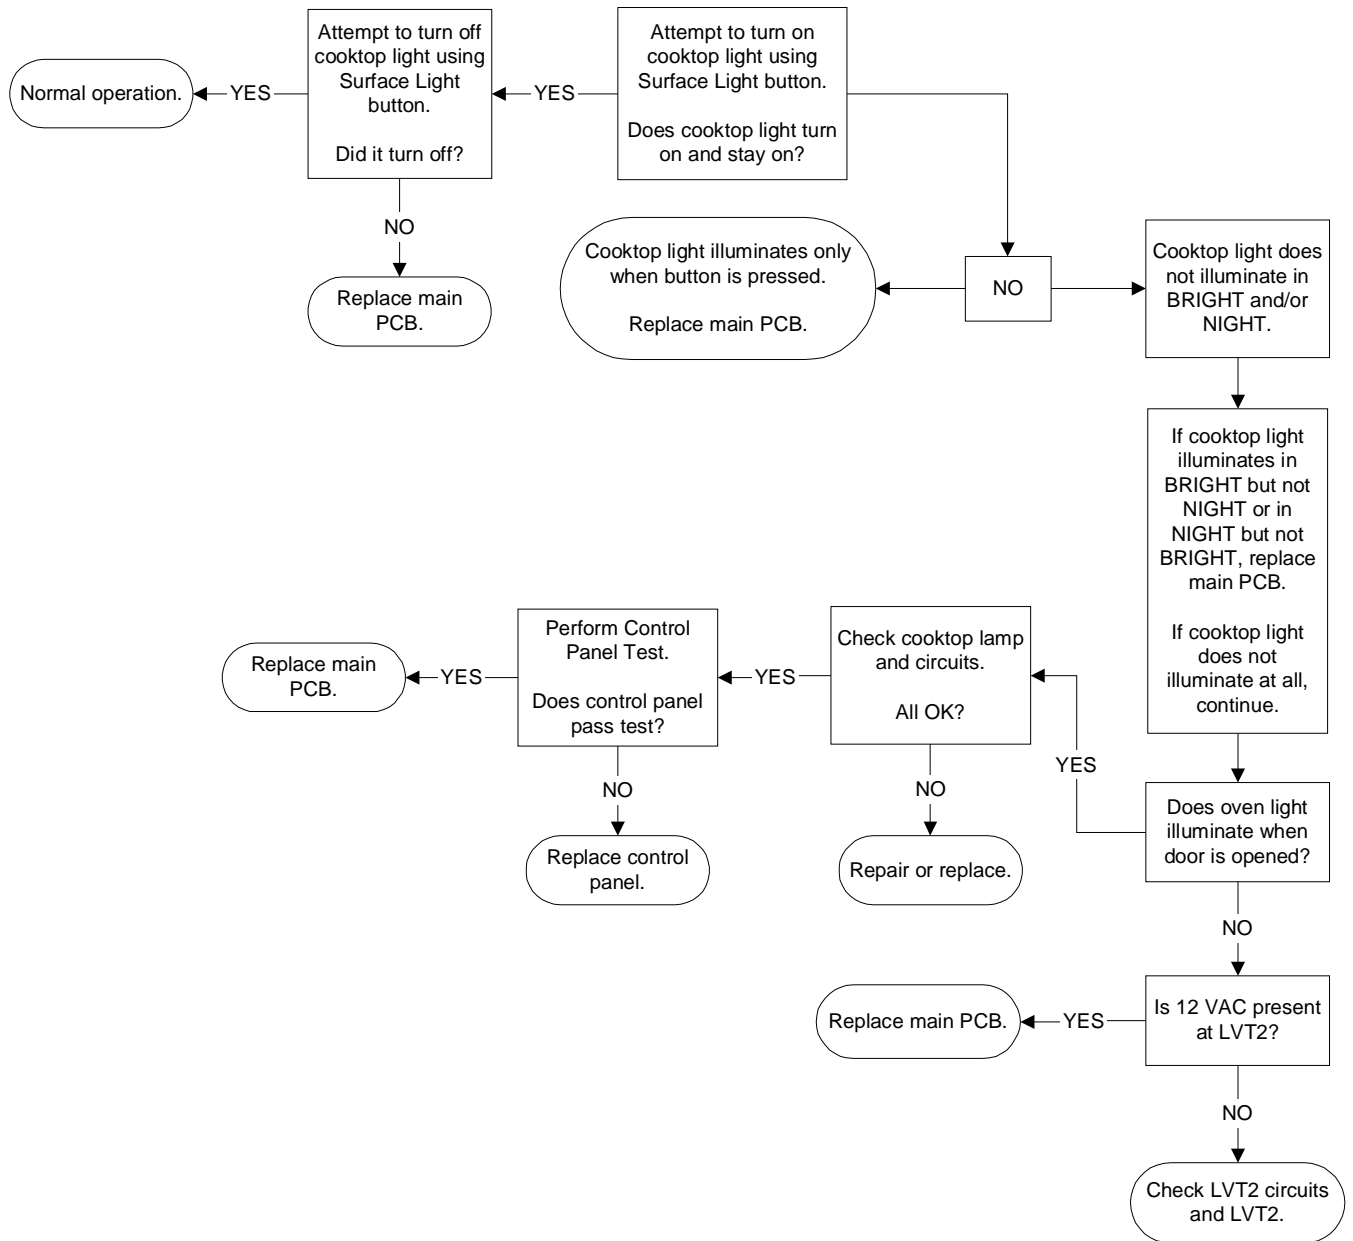 Attempt to turn off
cooktop light using
Surface Light
button.
Did it turn off?
Attempt to turn on
cooktop light using
Surface Light button.
Does cooktop light turn
on and stay on?
Normal operation.
YES
YES
NO
Replace main
PCB.
Cooktop light illuminates only
when button is pressed.
Replace main PCB.
NO
Cooktop light does
not illuminate in
BRIGHT and/or
NIGHT.
If cooktop light
illuminates in
BRIGHT but not
NIGHT or in
NIGHT but not
BRIGHT, replace
main PCB.
If cooktop light
does not
illuminate at all,
continue.
Replace main
PCB.
YES
Perform Control
Panel Test.
Does control panel
pass test?
YES
Check cooktop lamp
and circuits.
All OK?
YES
NO
NO
Replace control
panel.
Repair or replace.
Does oven light
illuminate when
door is opened?
NO
Replace main PCB.
YES
Is 12 VAC present
at LVT2?
NO
Check LVT2 circuits
and LVT2.